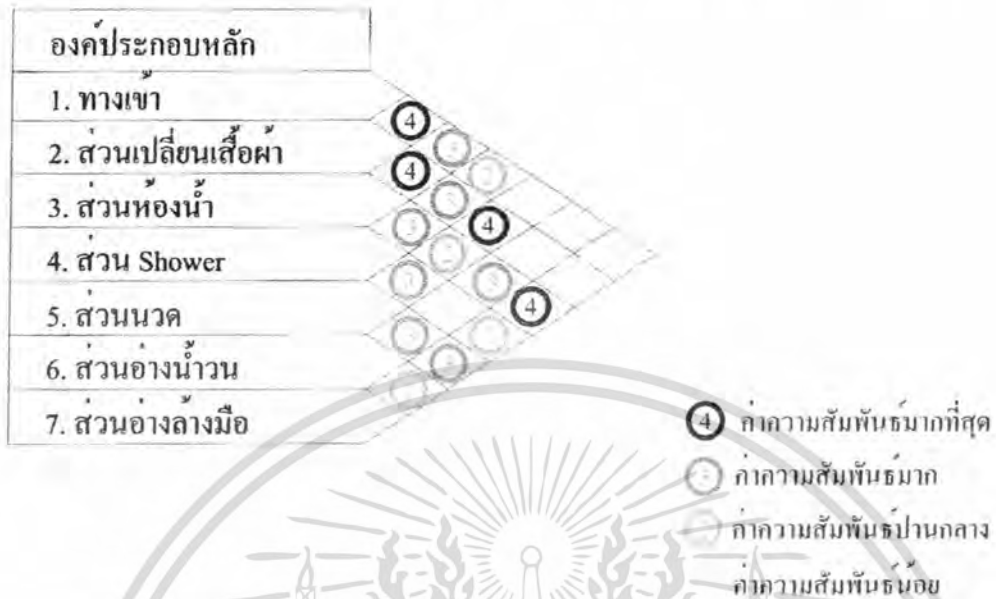 องค์ประกอบหลัก
1. ทางเข้า
2. ส่วนเปลี่ยนเสื้อผ้า
3. ส่วนห้องน้ำ
4. ส่วน Shower
5. ส่วนนวด
6. ส่วนอ่างน้ำวน
7. ส่วนอ่างล้างมือ
4
4
4
4
4 ค่าความสัมพันธ์มากที่สุด
ค่าความสัมพันธ์มาก
ค่าความสัมพันธ์ปานกลาง
ค่าความสัมพันธ์น้อย